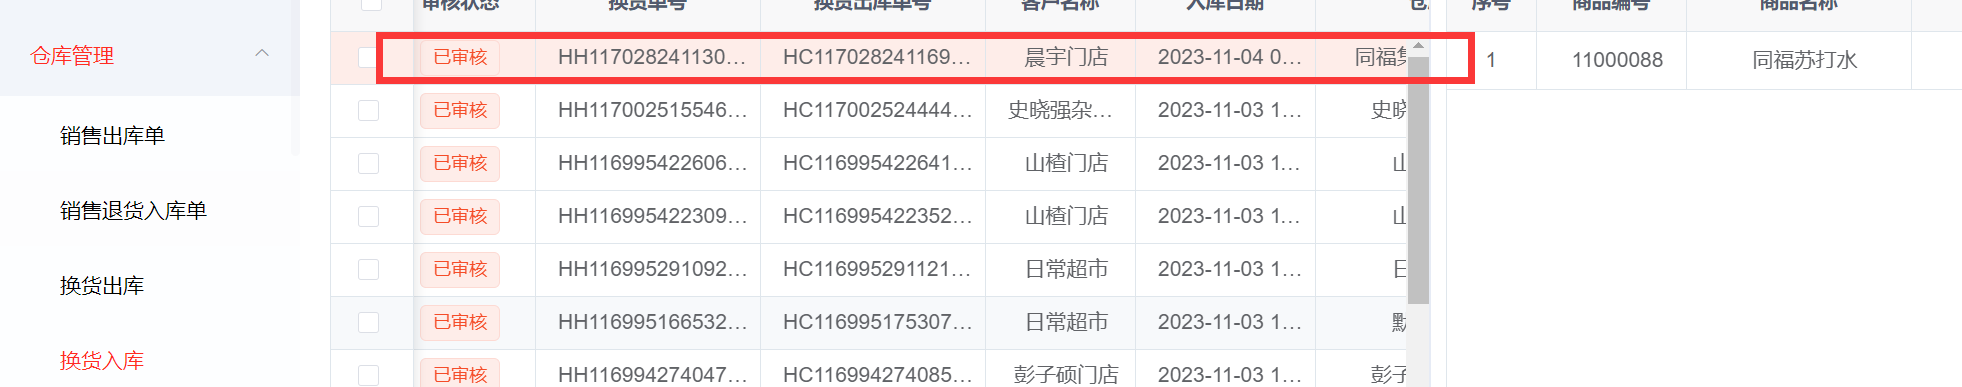 审核状态 换货单号 换货出库单号 客户名称 入库日期 序号 商品编号 商品名称
仓库管理
已审核 HH117028241130... HC117028241169... 晨宇门店 2023-11-04 0... 同福 1 11000088 同福苏打水
已审核 HH117002515546... HC117002524444... 史晓强杂... 2023-11-03 1... 史晓
销售出库单
已审核 HH116995422606... HC116995422641... 山楂门店 2023-11-03 1... 山
销售退货入库单
已审核 HH116995422309... HC116995422352... 山楂门店 2023-11-03 1... 山
已审核 HH116995291092... HC116995291121... 日常超市 2023-11-03 1... 日
换货出库
已审核 HH116995166532... HC116995175307... 日常超市 2023-11-03 1... 默
换货入库
已审核 HH116994274047... HC116994274085... 彭子硕门店 2023-11-03 1... 彭子